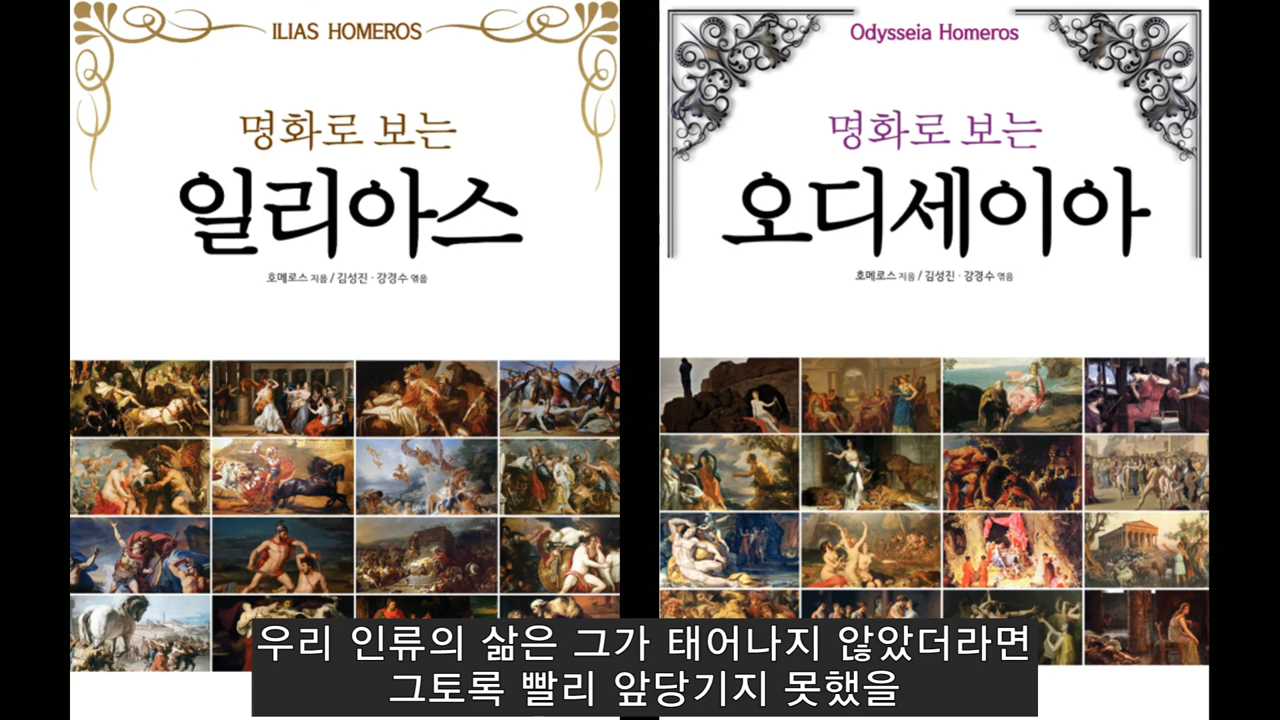 ILIAS HOMEROS
명화로 보는
일리아스
호메로스 지음 / 김성진 · 강경수 엮음
Odysseia Homeros
명화로 보는
오디세이아
호메로스 지음 / 김성진 · 강경수 엮음
우리 인류의 삶은 그가 태어나지 않았더라면
그토록 빨리 앞당기지 못했을